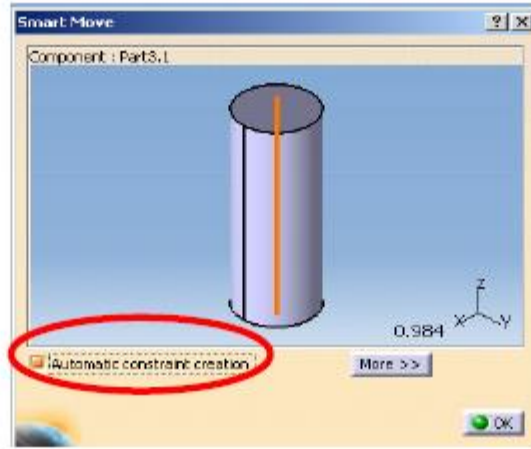 Smart Move
Component : Part3.1
z
x
y
0.984
Automatic constraint creation
More >>
OK